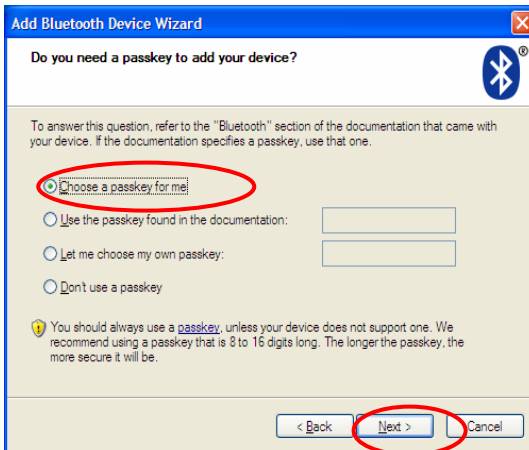 Add Bluetooth Device Wizard
Do you need a passkey to add your device?
®
To answer this question, refer to the "Bluetooth" section of the documentation that came with
your device. If the documentation specifies a passkey, use that one.
Choose a passkey for me
Use the passkey found in the documentation:
Let me choose my own passkey:
Don't use a passkey
You should always use a passkey, unless your device does not support one. We
recommend using a passkey that is 8 to 16 digits long. The longer the passkey, the
more secure it will be.
< Back Next > Cancel